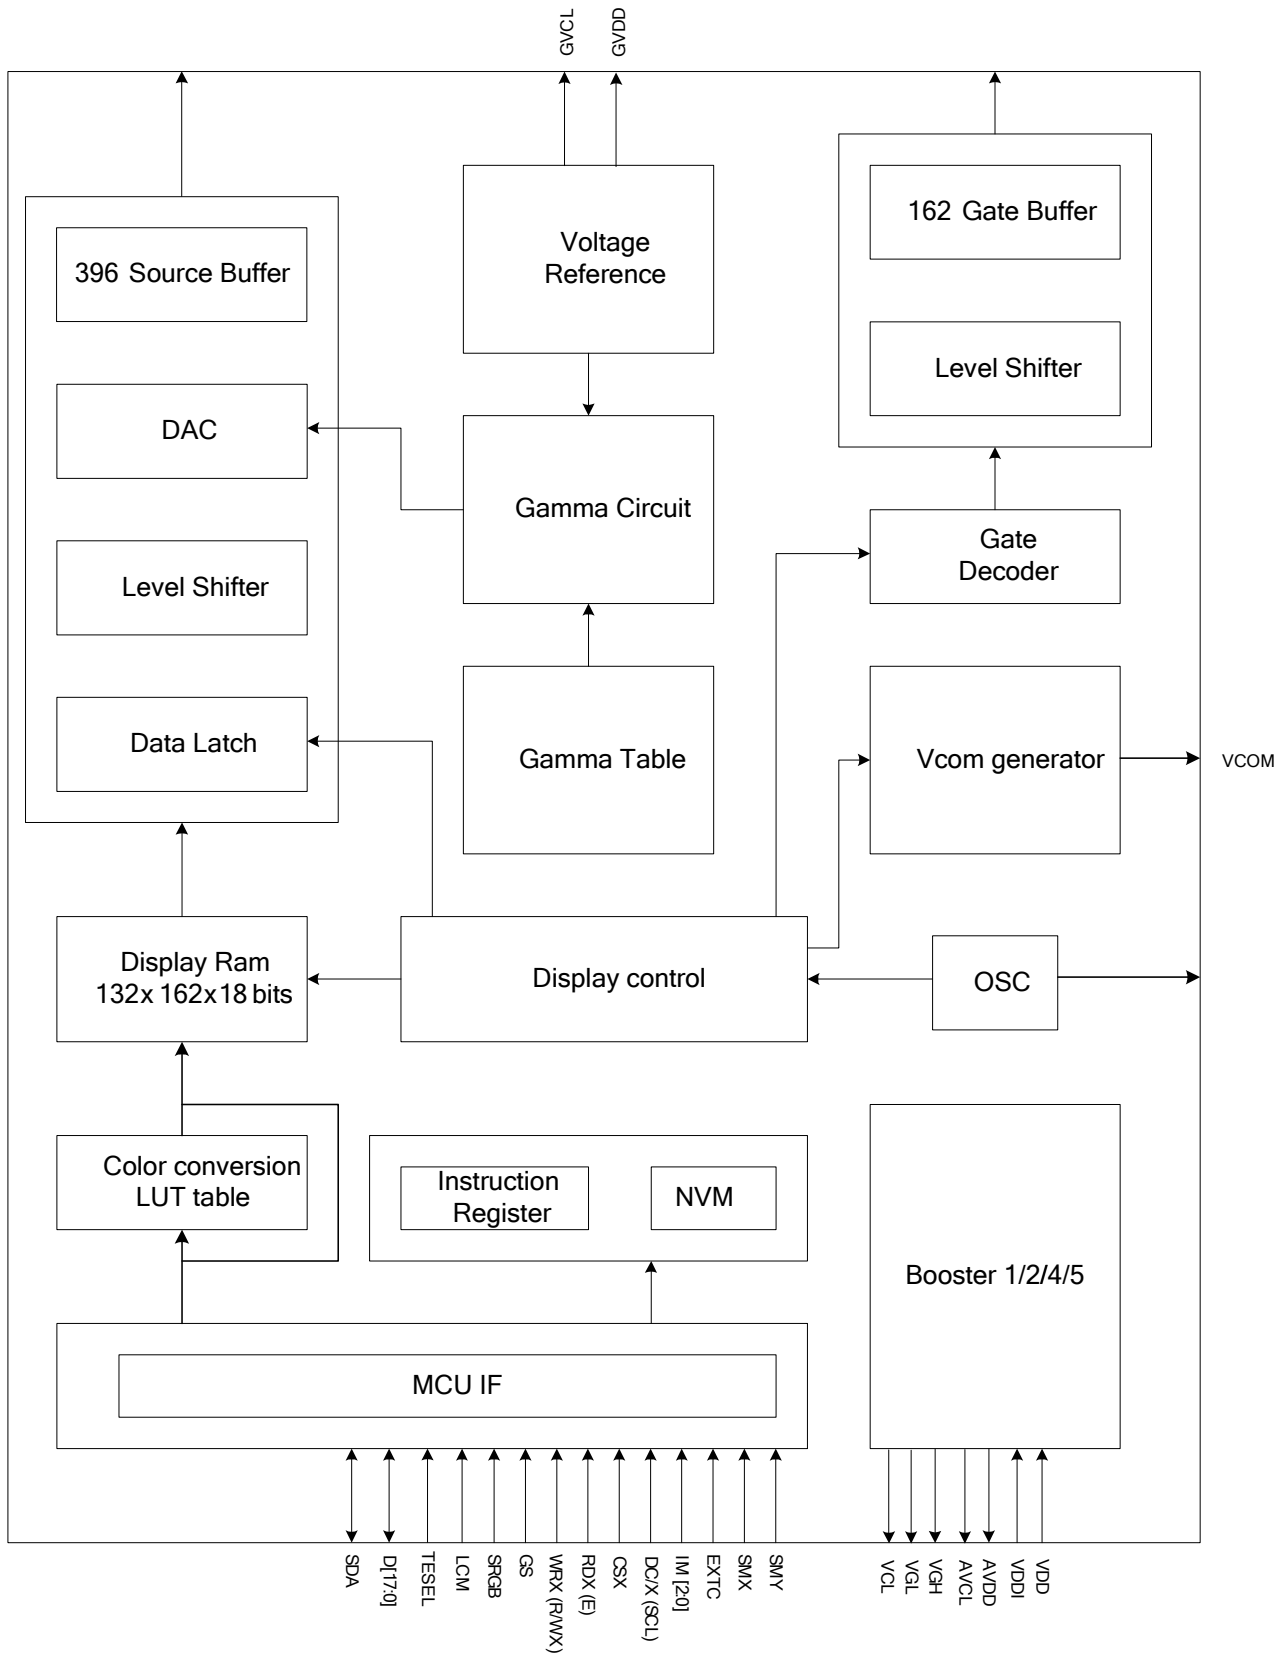 GVCL
GVDD
162 Gate Buffer
396 Source Buffer
Voltage
Reference
Level Shifter
DAC
Gamma Circuit
Gate
Decoder
Level Shifter
Data Latch
Gamma Table
Vcom generator
VCOM
Display Ram
132x 162x18 bits
Display control
OSC
Color conversion
LUT table
Instruction
Register
NVM
Booster 1/2/4/5
MCU IF
SDA
D[17:0]
TESEL
LCM
SRGB
GS
WRX (R/WX)
RDX (E)
CSX
DC/X (SCL)
IM [2:0]
EXTC
SMX
SMY
VCL
VGL
VGH
AVCL
AVDD
VDDI
VDD